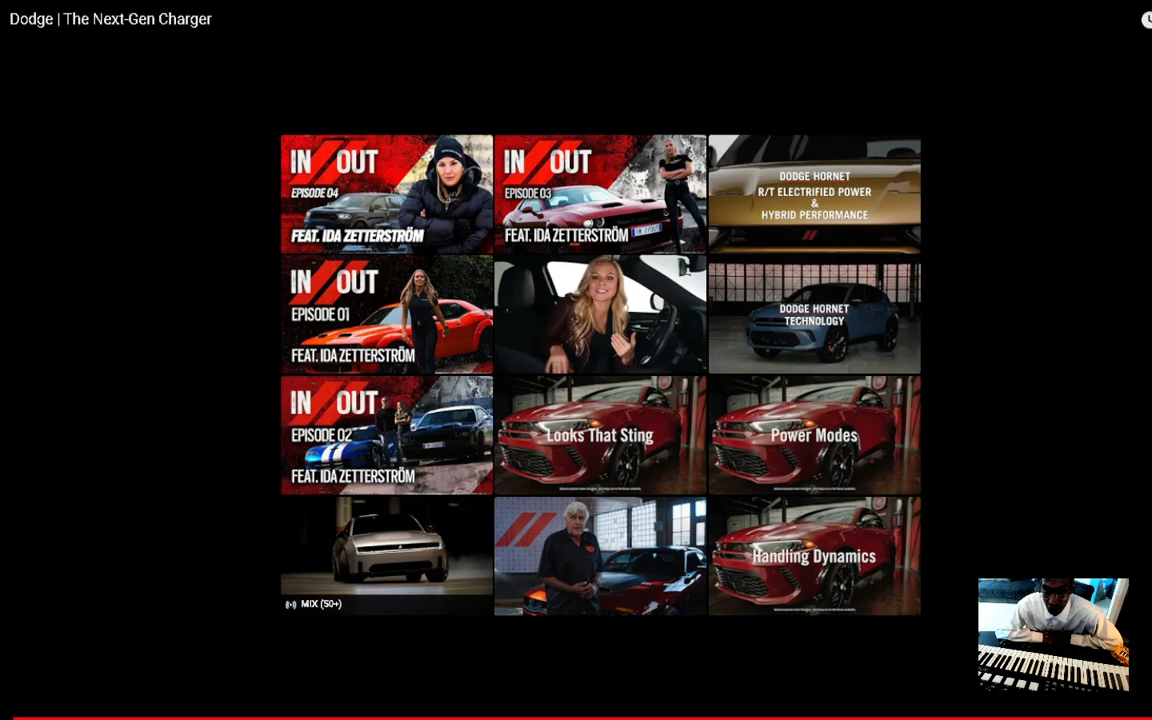 Dodge | The Next-Gen Charger
IN//OUT
EPISODE 04
FEAT. IDA ZETTERSTRÖM
IN//OUT
EPISODE 03
FEAT. IDA ZETTERSTRÖM
DODGE HORNET
R/T ELECTRIFIED POWER
&
HYBRID PERFORMANCE
IN//OUT
EPISODE 01
FEAT. IDA ZETTERSTRÖM
DODGE HORNET
TECHNOLOGY
IN//OUT
EPISODE 02
FEAT. IDA ZETTERSTRÖM
Looks That Sting
Power Modes
MIX (50+)
Handling Dynamics